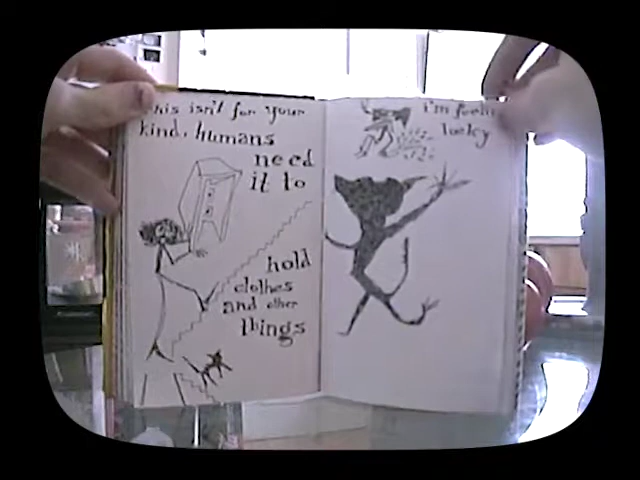 this isn't for your
kind, humans
need
it to
hold
clothes
and other
things
i'm feelin
lucky